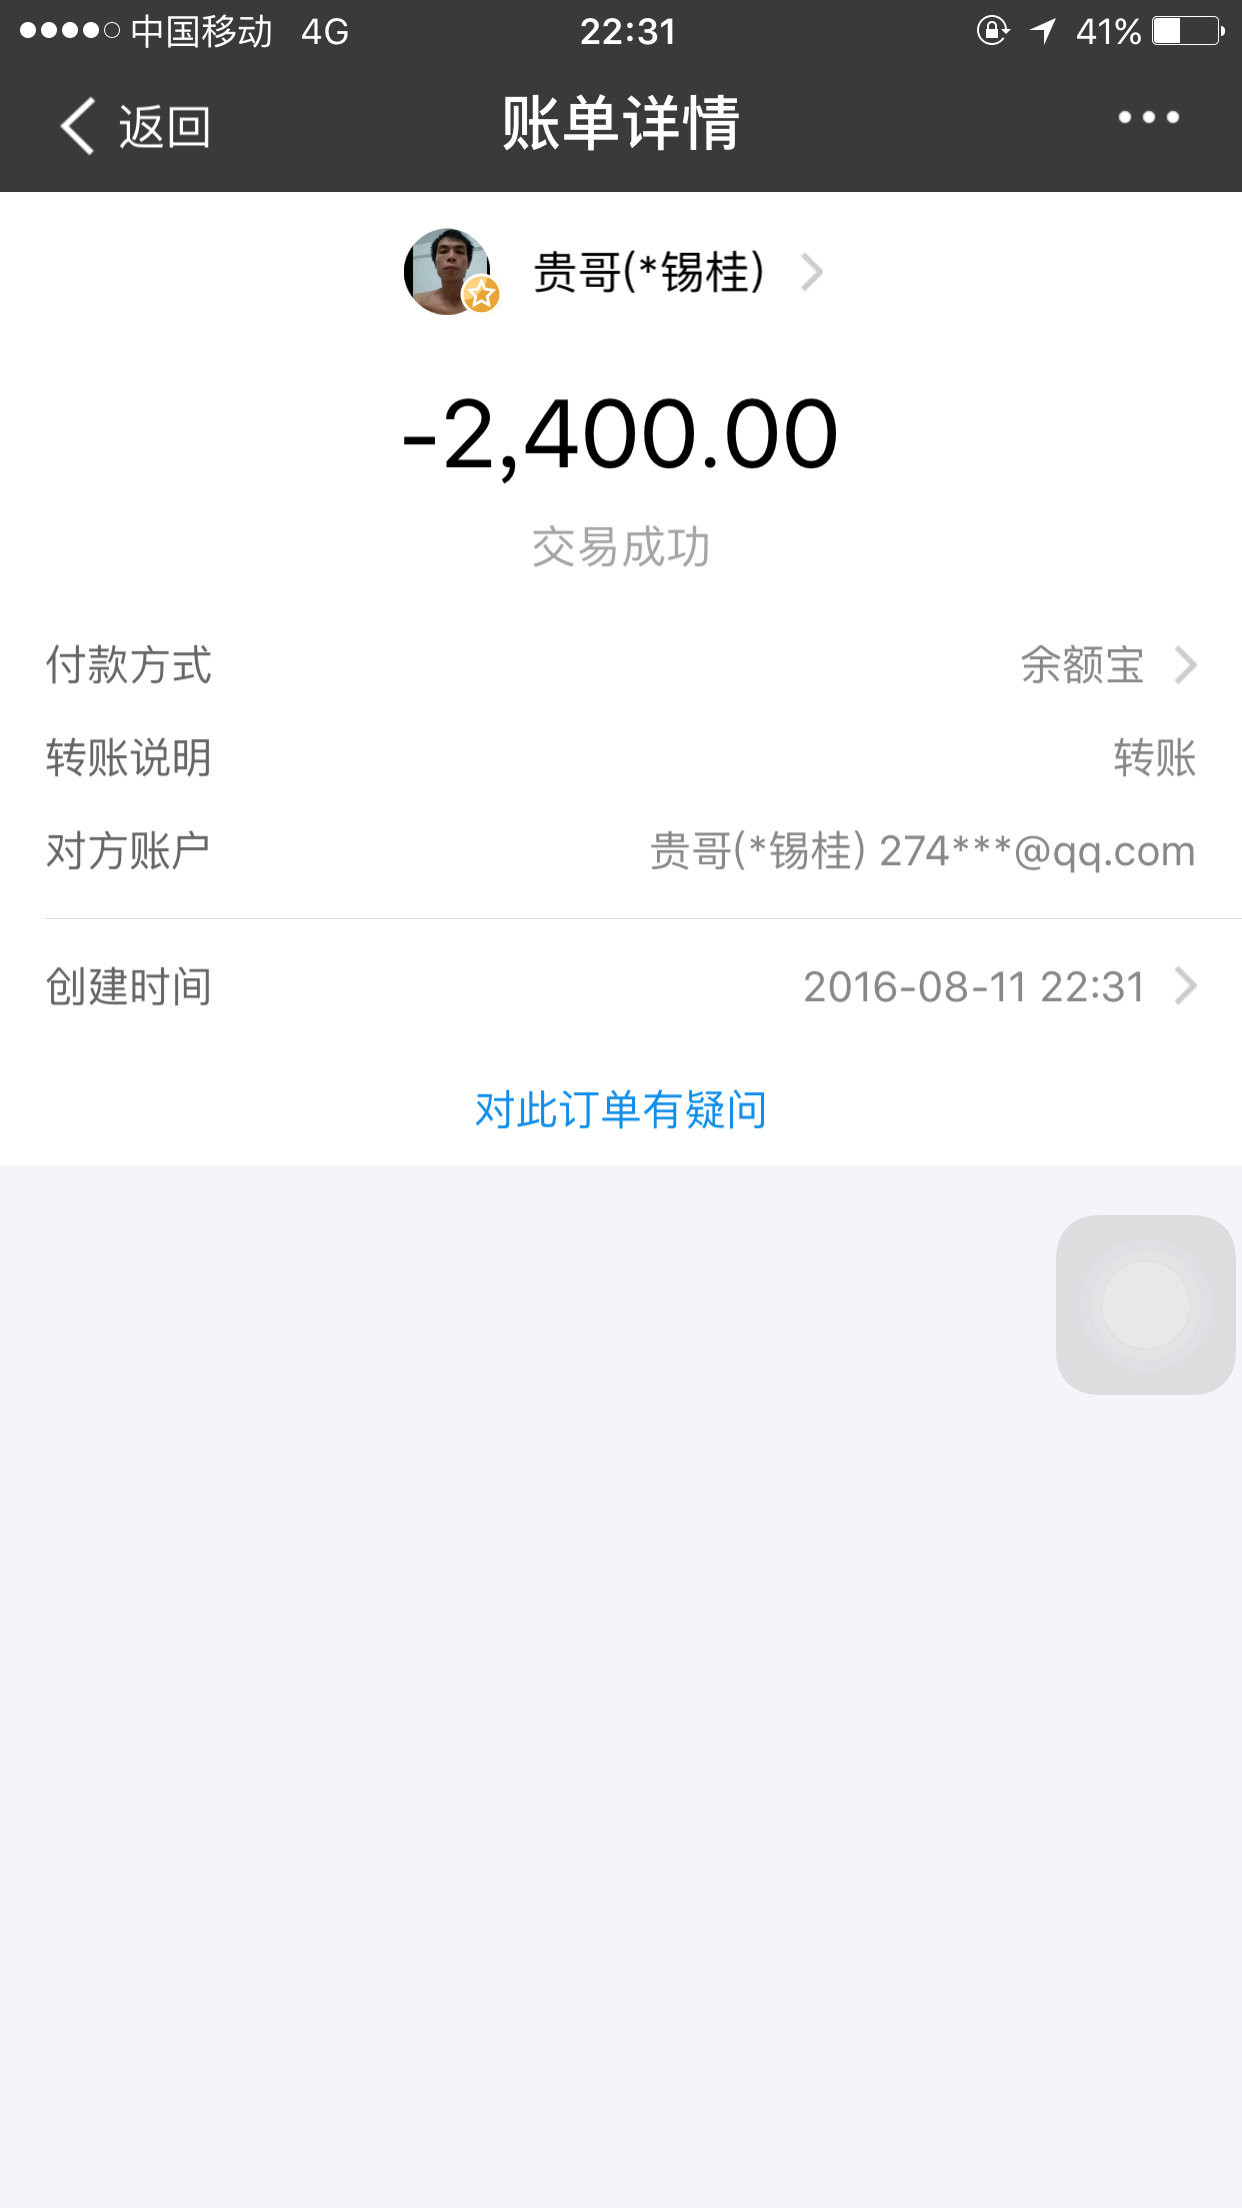 中国移动 4G 22:31 41%
返回 账单详情
贵哥(*锡桂)
-2,400.00
交易成功
付款方式 余额宝
转账说明 转账
对方账户 贵哥(*锡桂) 274***@qq.com
创建时间 2016-08-11 22:31
对此订单有疑问